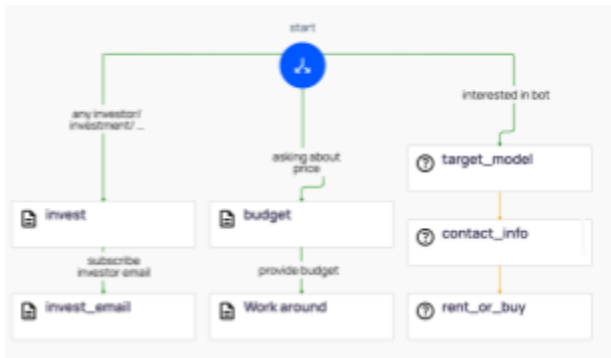 start
any investor/
investment/ ...
asking about
price
interested in bot
target_model
invest
budget
contact_info
subscribe
investor email
provide budget
invest_email
Work around
rent_or_buy